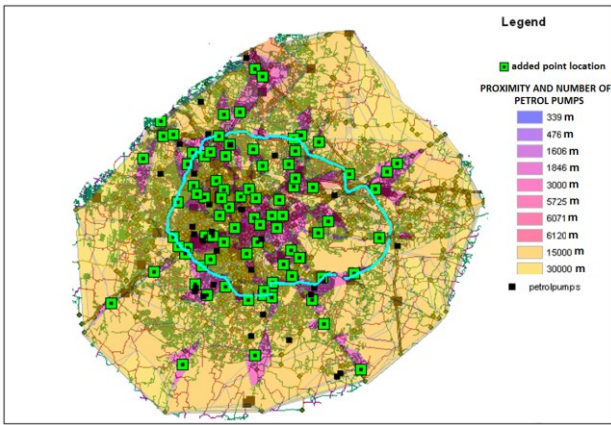 Legend
added point location
PROXIMITY AND NUMBER OF
PETROL PUMPS
339 m
476 m
1606 m
1846 m
3000 m
5725 m
6071 m
6120 m
15000 m
30000 m
petrolpumps